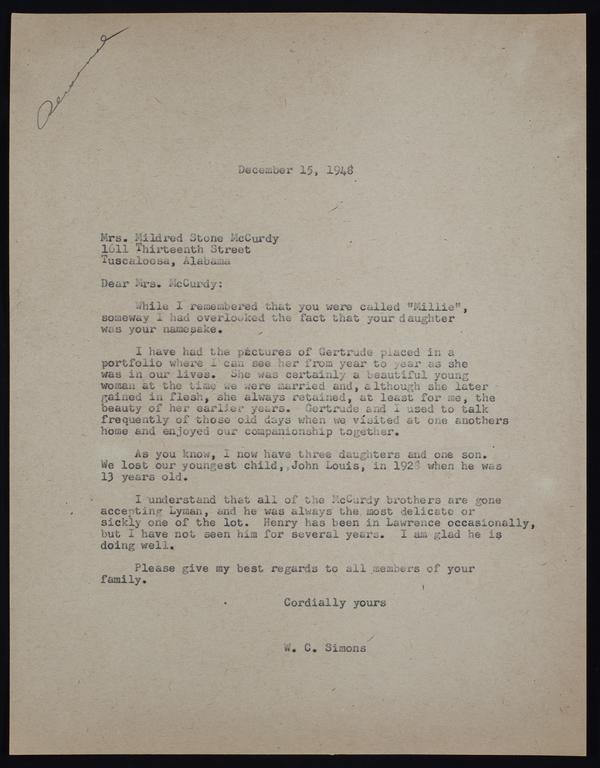 Personal
December 15, 1948
Mrs. Mildred Stone McCurdy
1611 Thirteenth Street
Tuscaloosa, Alabama
Dear Mrs. McCurdy:
While I remembered that you were called "Millie",
someway I had overlooked the fact that your daughter
was your namesake.
I have had the pictures of Gertrude placed in a
portfolio where I can see her from year to year as she
was in our lives. She was certainly a beautiful young
woman at the time we were married and, although she later
gained in flesh, she always retained, at least for me, the
beauty of her earlier years. Gertrude and I used to talk
frequently of those old days when we visited at one anothers
home and enjoyed our companionship together.
As you know, I now have three daughters and one son.
We lost our youngest child, John Louis, in 1928 when he was
13 years old.
I understand that all of the McCurdy brothers are gone
accepting Lyman, and he was always the most delicate or
sickly one of the lot. Henry has been in Lawrence occasionally,
but I have not seen him for several years. I am glad he is
doing well.
Please give my best regards to all members of your
family.
Cordially yours
W. C. Simons